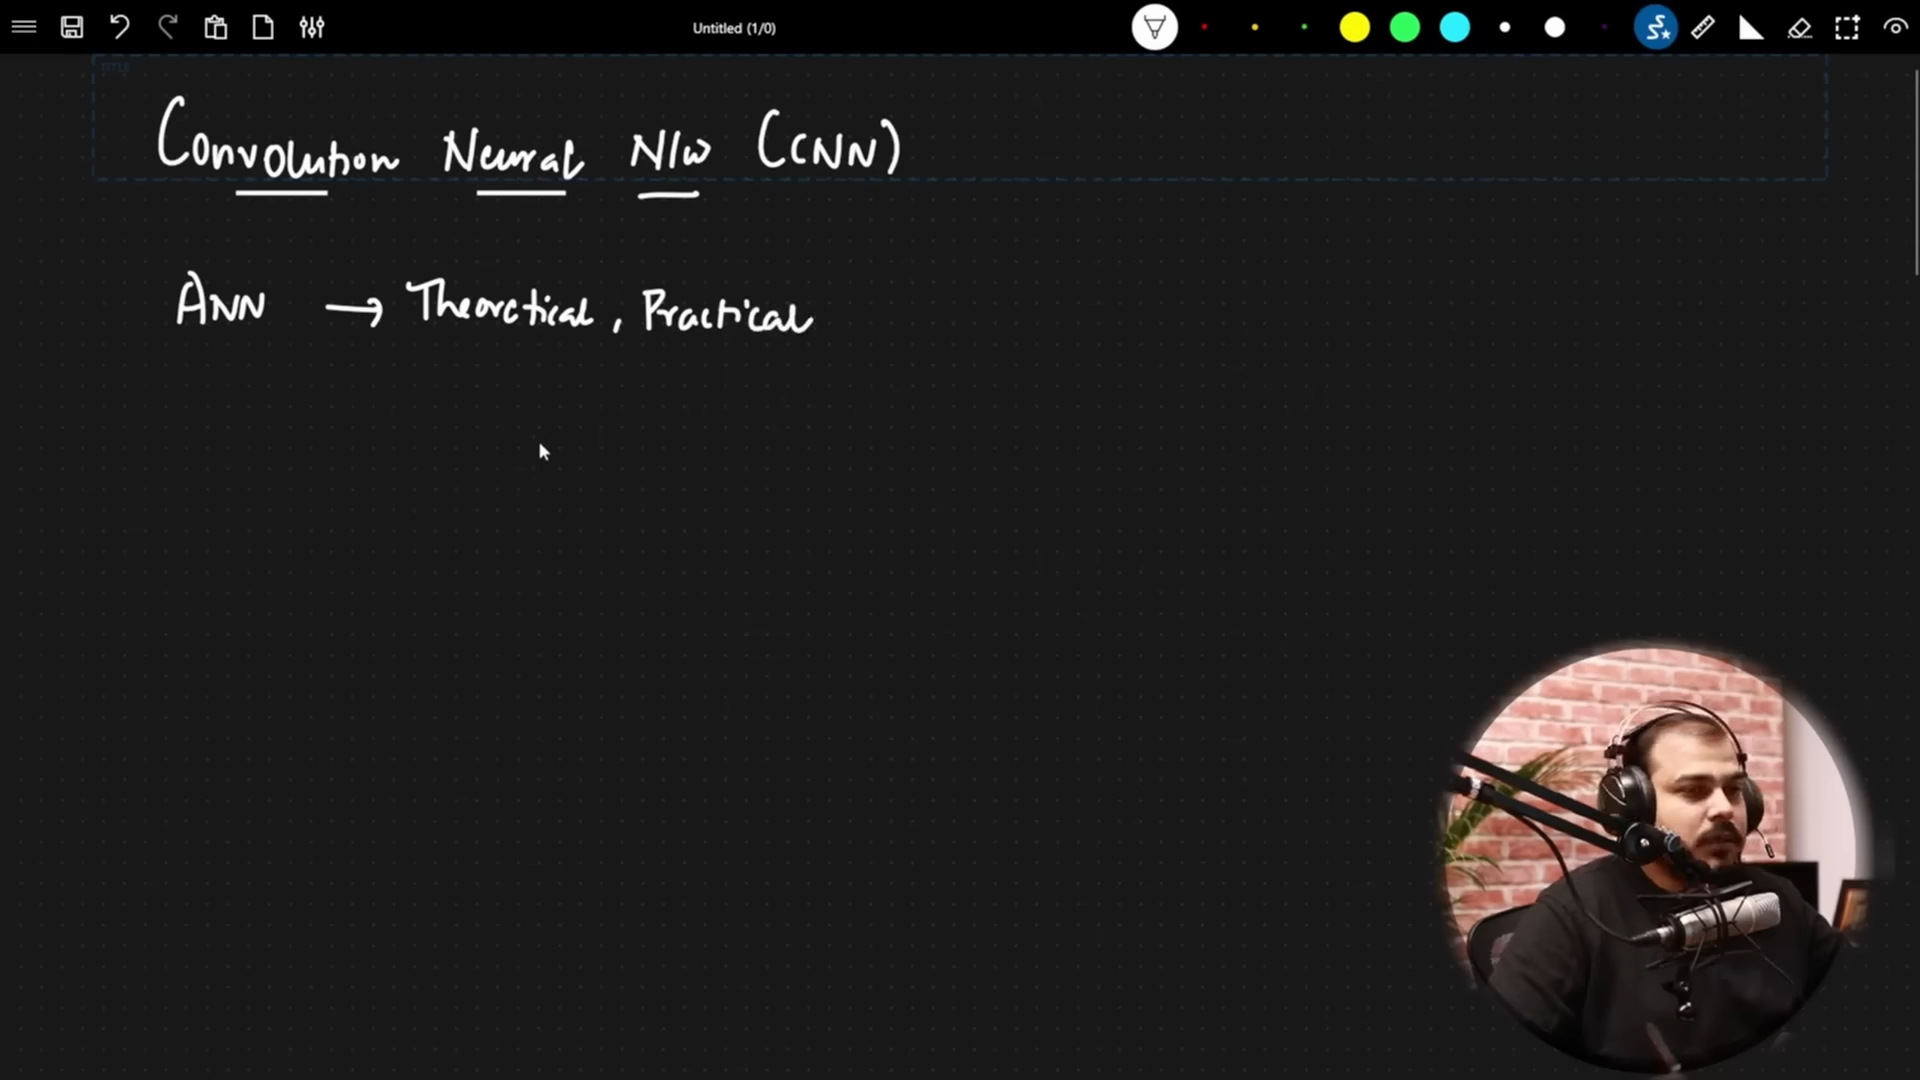 Untitled (1/0)
Convolution Neural N/w (CNN)
ANN → Theoretical, Practical